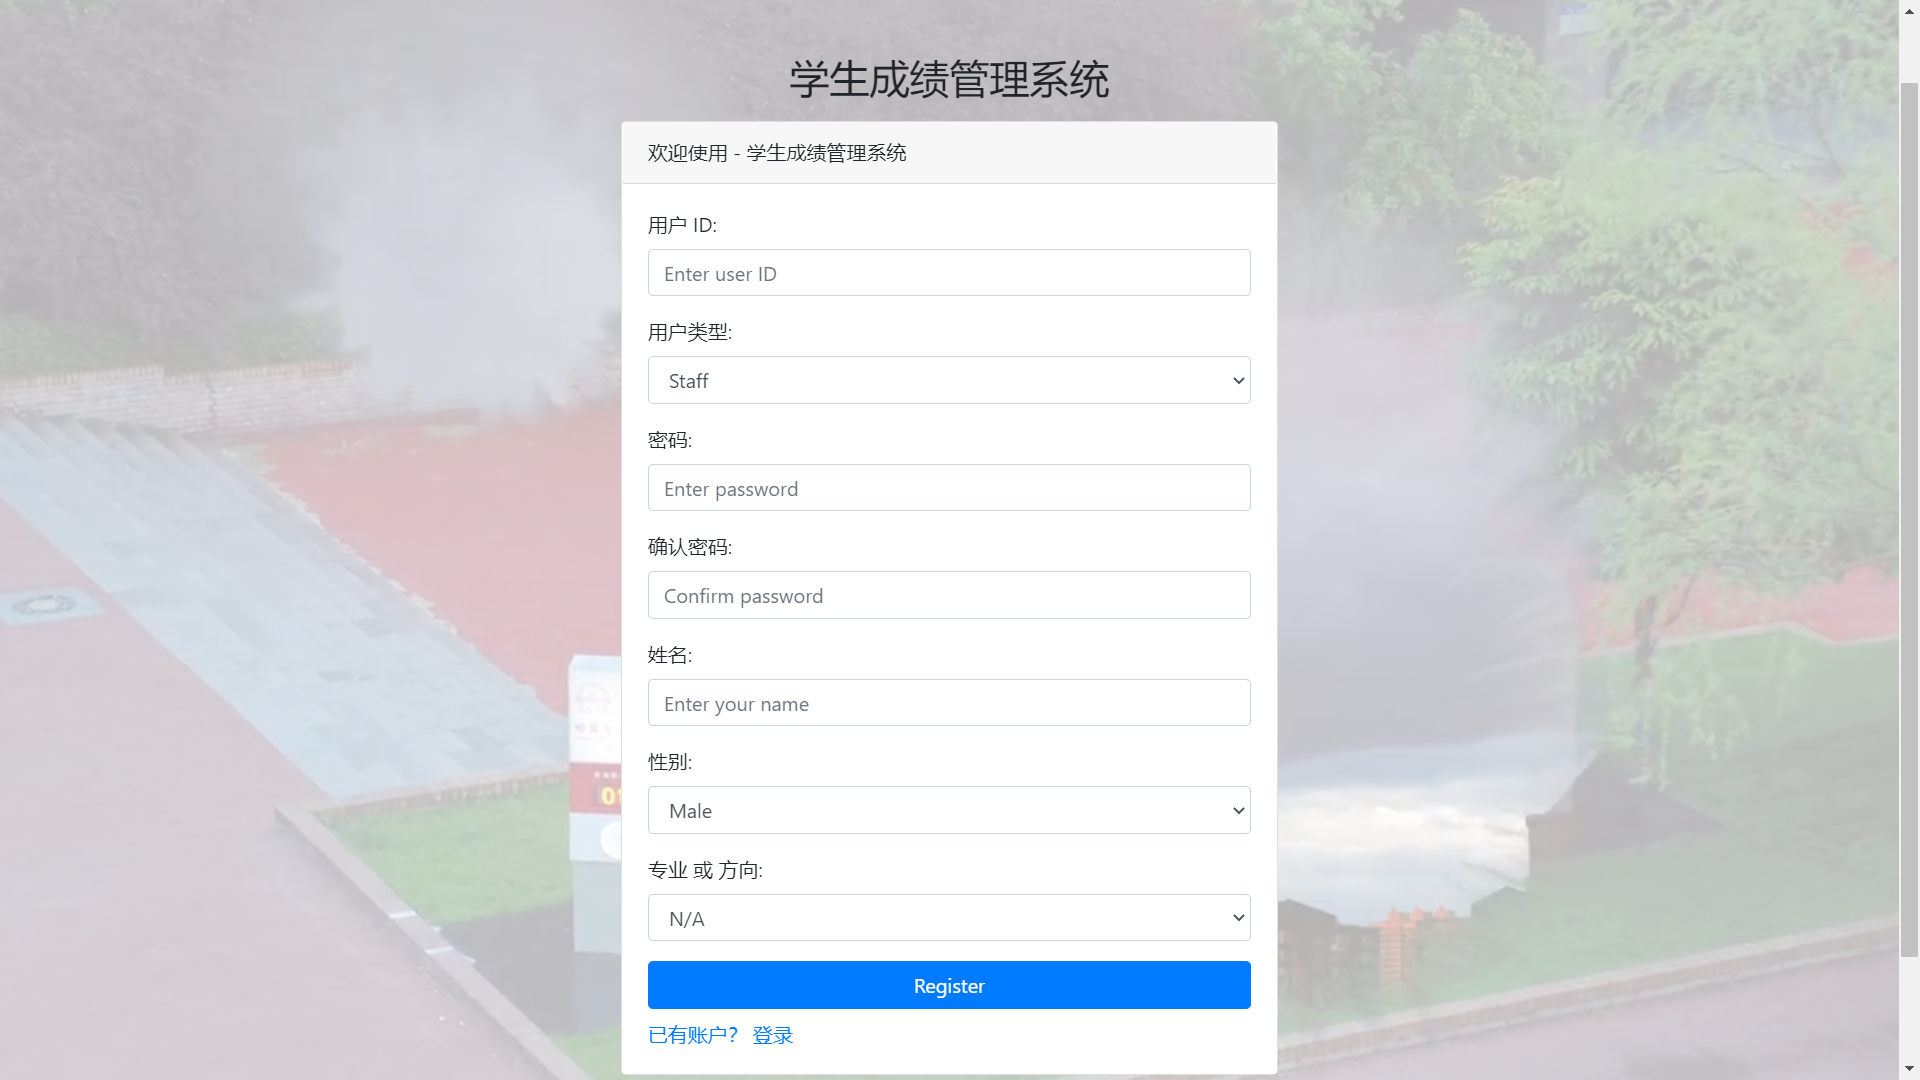 学生成绩管理系统
欢迎使用 - 学生成绩管理系统
用户 ID:
Enter user ID
用户类型:
Staff
密码:
Enter password
确认密码:
Confirm password
姓名:
Enter your name
性别:
Male
专业 或 方向:
N/A
Register
已有账户？ 登录